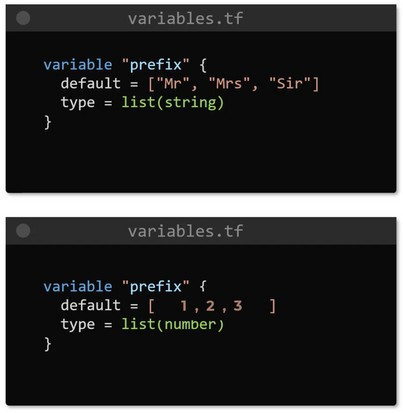 variables.tf
variable "prefix" {
default = ["Mr", "Mrs", "Sir"]
type = list(string)
}
variables.tf
variable "prefix" {
default = [ 1 , 2 , 3 ]
type = list(number)
}